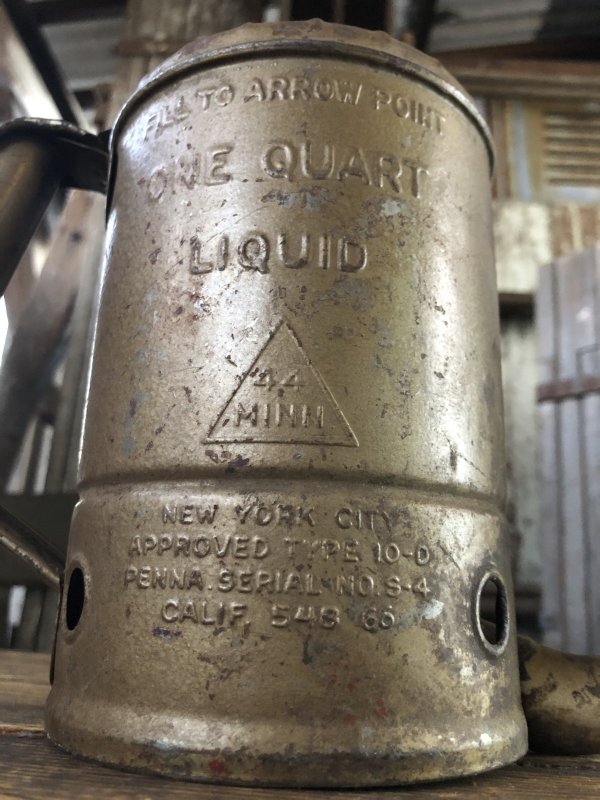 FILL TO ARROW POINT
ONE QUART
LIQUID
44
MINN
NEW YORK CITY
APPROVED TYPE 10-D
PENNA. SERIAL NO. S-4
CALIF. 548 66